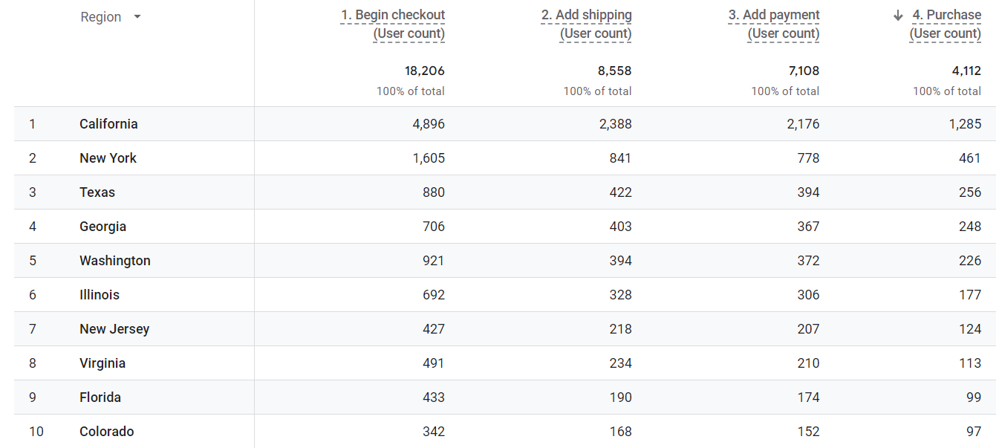 Region 1. Begin checkout 2. Add shipping 3. Add payment 4. Purchase
(User count) (User count) (User count) (User count)
18,206 8,558 7,108 4,112
100% of total 100% of total 100% of total 100% of total
1 California 4,896 2,388 2,176 1,285
2 New York 1,605 841 778 461
3 Texas 880 422 394 256
4 Georgia 706 403 367 248
5 Washington 921 394 372 226
6 Illinois 692 328 306 177
7 New Jersey 427 218 207 124
8 Virginia 491 234 210 113
9 Florida 433 190 174 99
10 Colorado 342 168 152 97